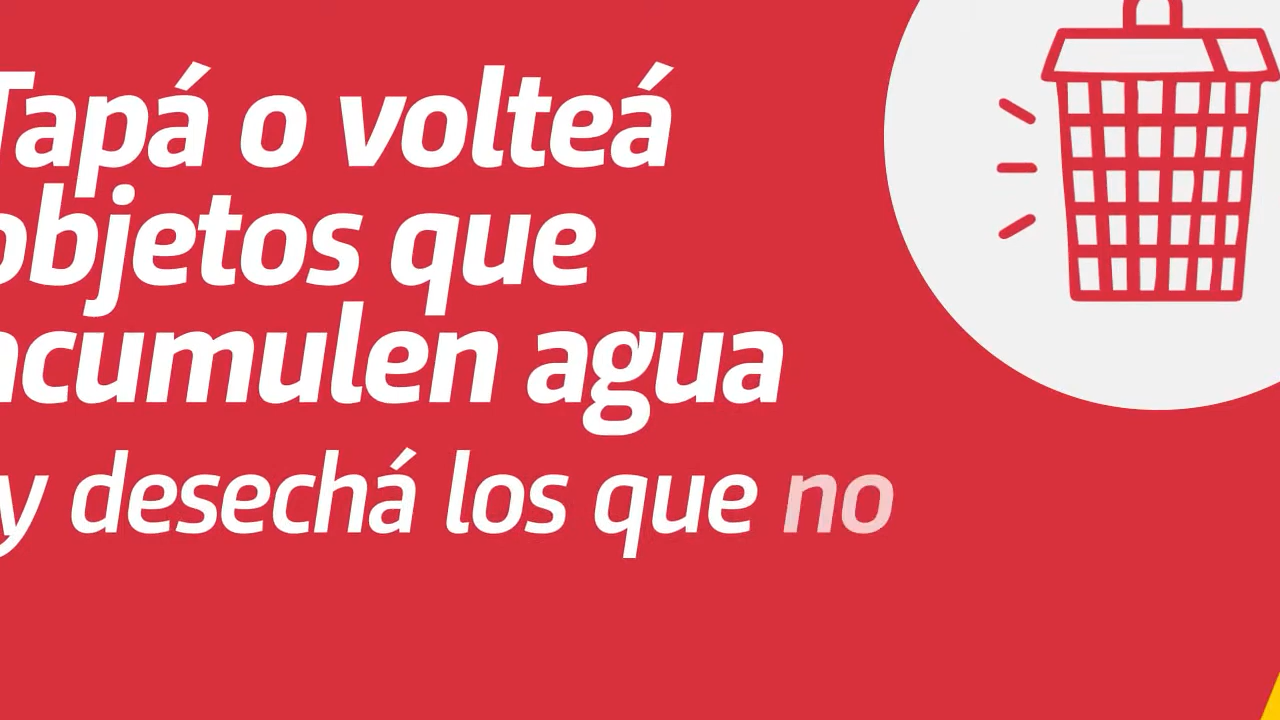 Tapá o volteá
objetos que
acumulen agua
y desechá los que no